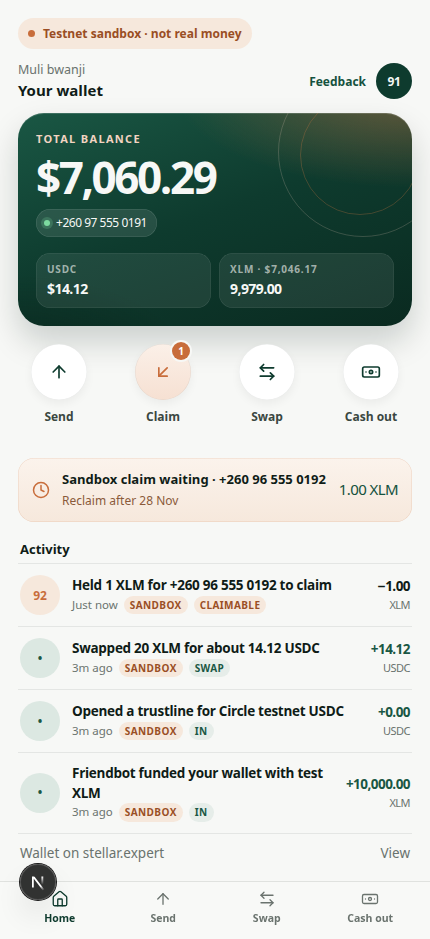 Testnet sandbox · not real money
Muli bwanji
Your wallet
Feedback
91
TOTAL BALANCE
$7,060.29
+260 97 555 0191
USDC
$14.12
XLM · $7,046.17
9,979.00
1
Send
Claim
Swap
Cash out
Sandbox claim waiting · +260 96 555 0192
Reclaim after 28 Nov
1.00 XLM
Activity
92
Held 1 XLM for +260 96 555 0192 to claim
Just now SANDBOX CLAIMABLE
−1.00
XLM
Swapped 20 XLM for about 14.12 USDC
3m ago SANDBOX SWAP
+14.12
USDC
Opened a trustline for Circle testnet USDC
3m ago SANDBOX IN
+0.00
USDC
Friendbot funded your wallet with test
XLM
3m ago SANDBOX IN
+10,000.00
XLM
Wallet on stellar.expert
View
N
Home
Send
Swap
Cash out